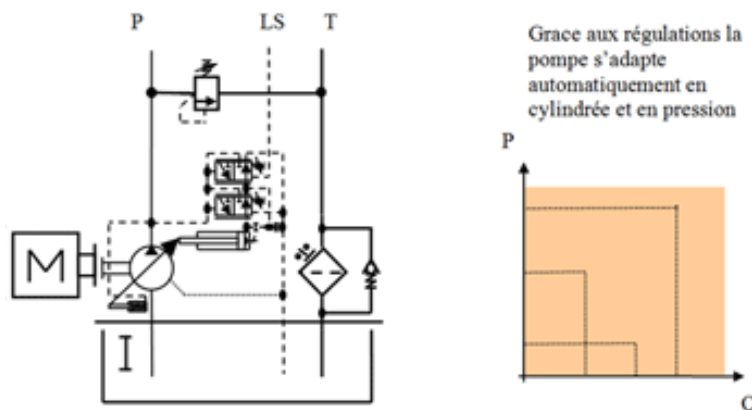 P LS T
Grace aux régulations la
pompe s'adapte
automatiquement en
cylindrée et en pression
P
M
Q